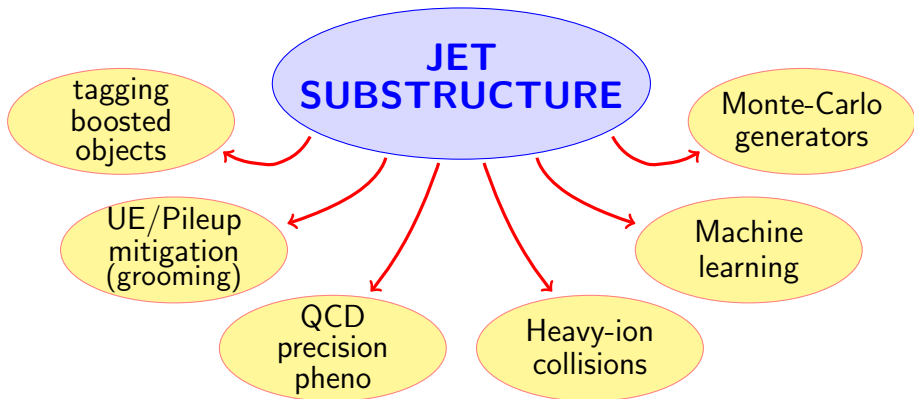 JET
SUBSTRUCTURE
tagging
boosted
objects
UE/Pileup
mitigation
(grooming)
QCD
precision
pheno
Heavy-ion
collisions
Machine
learning
Monte-Carlo
generators